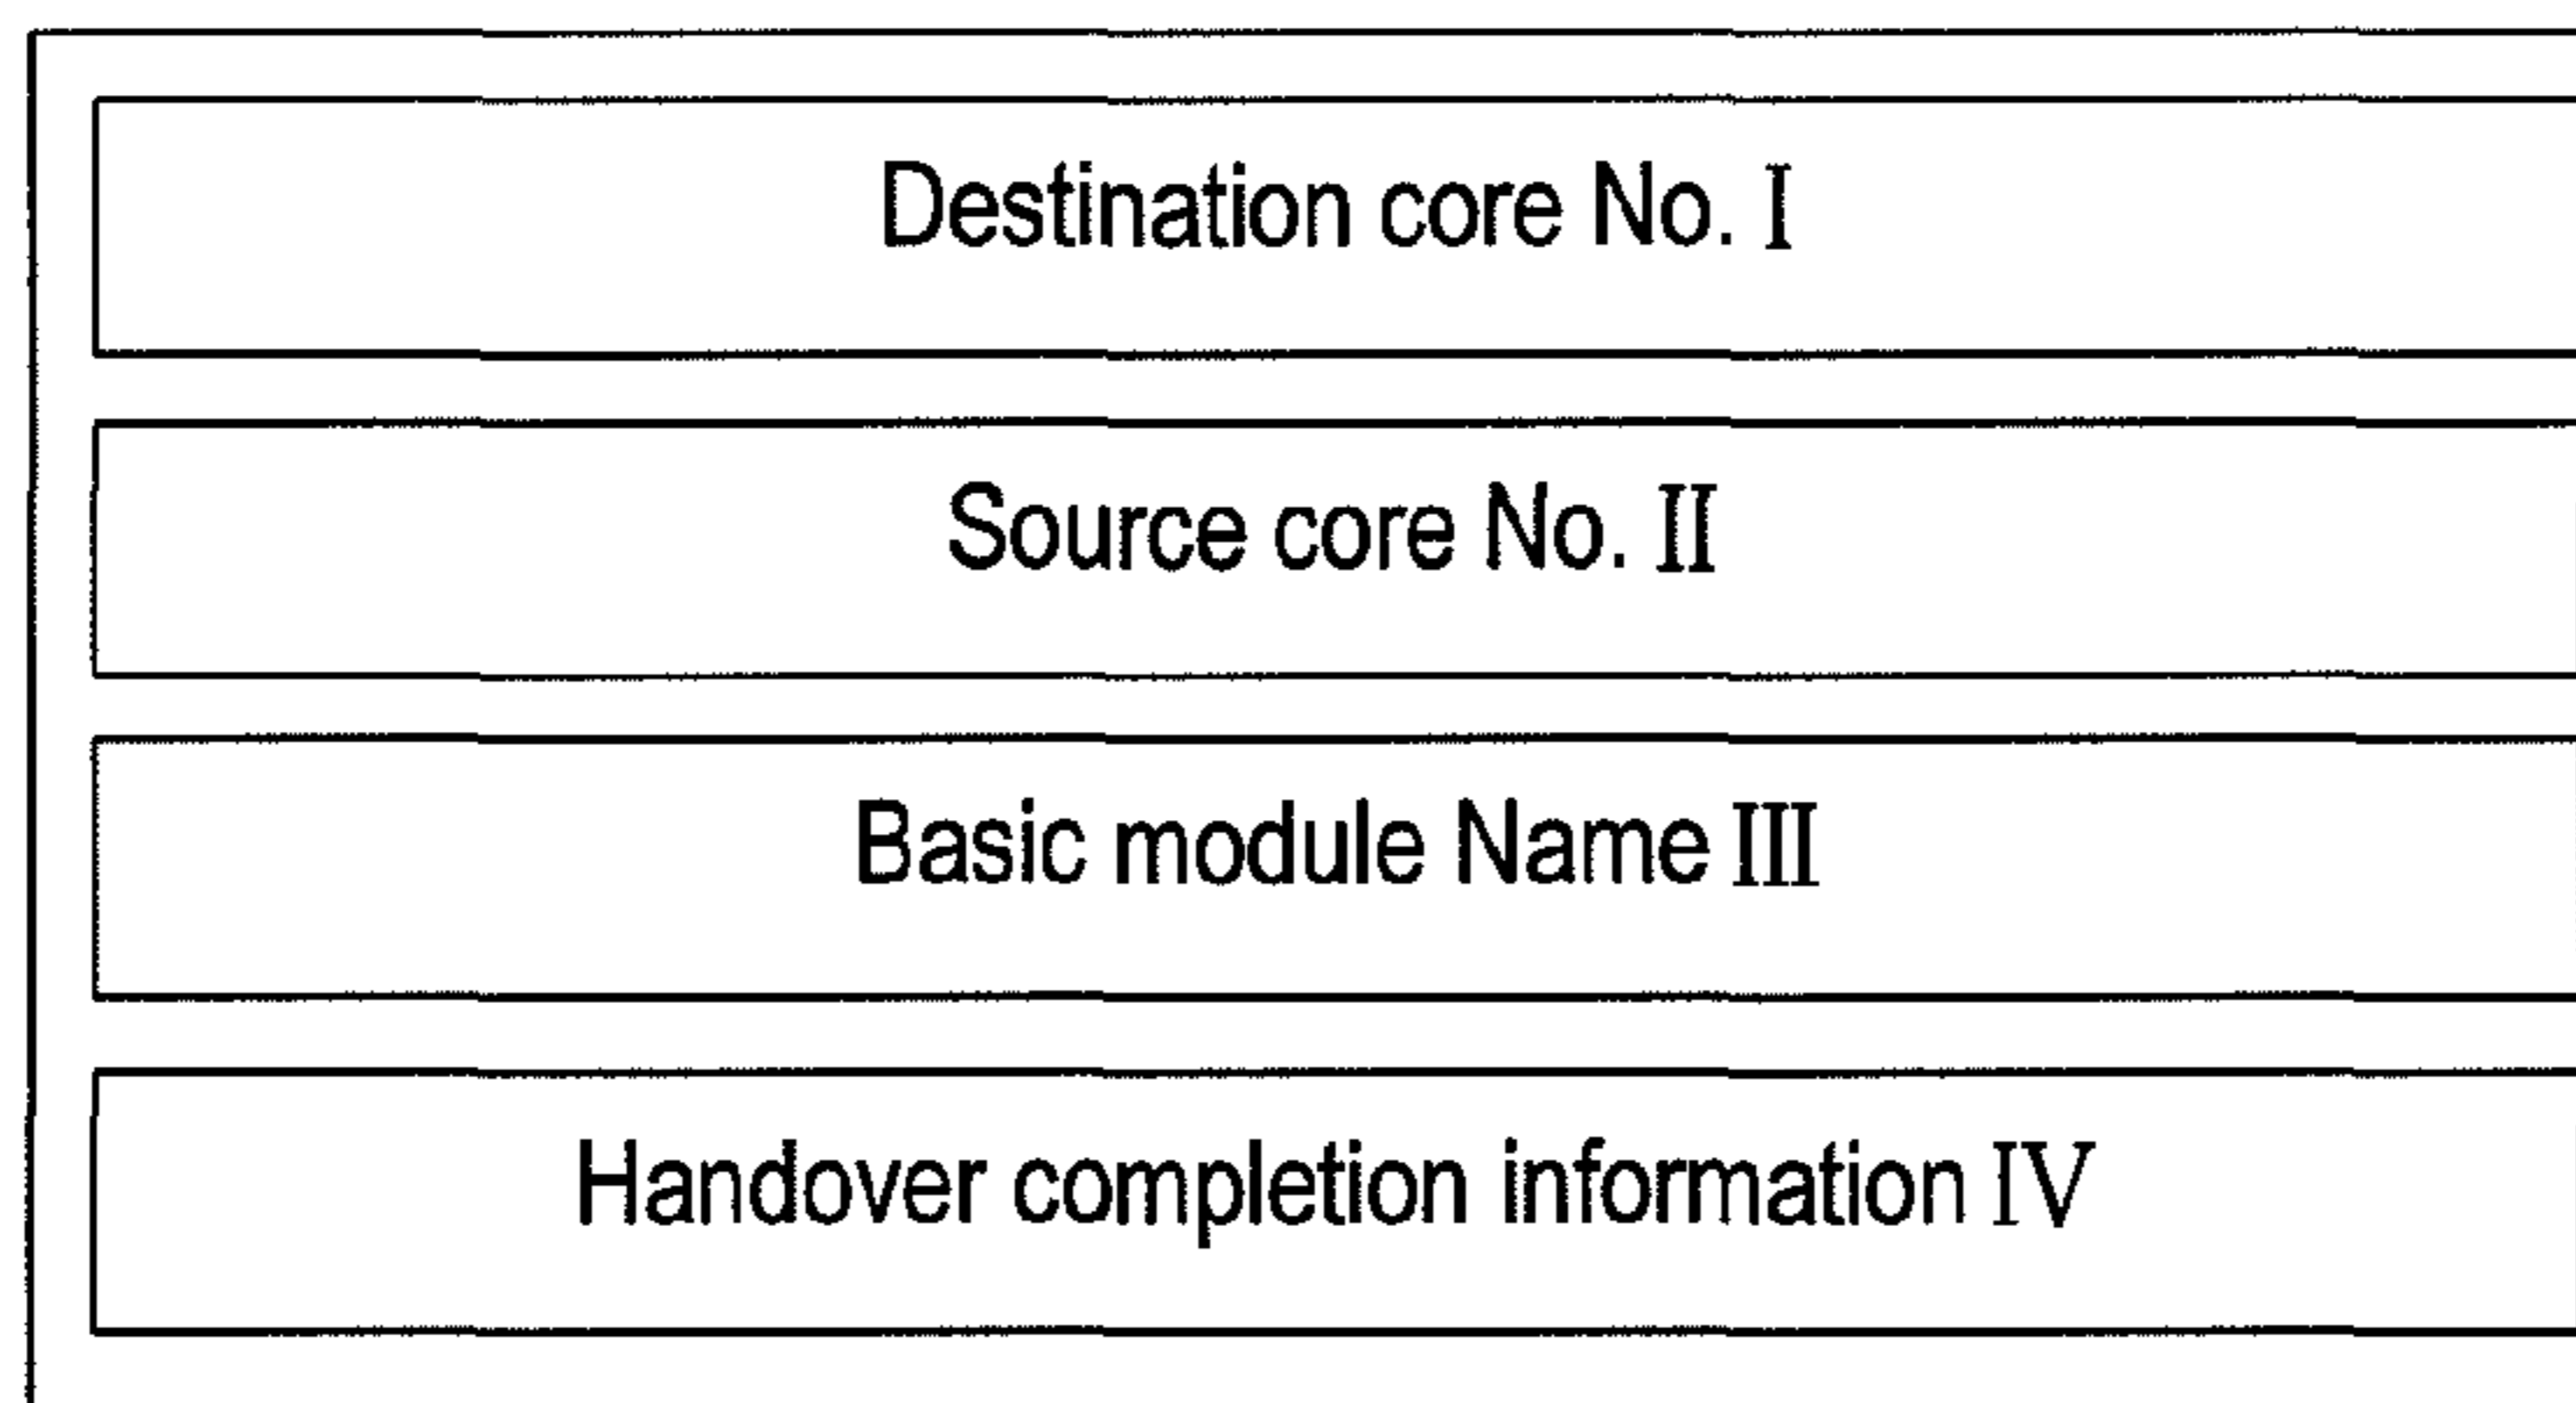 Destination core No. I
Source core No. II
Basic module Name III
Handover completion information IV